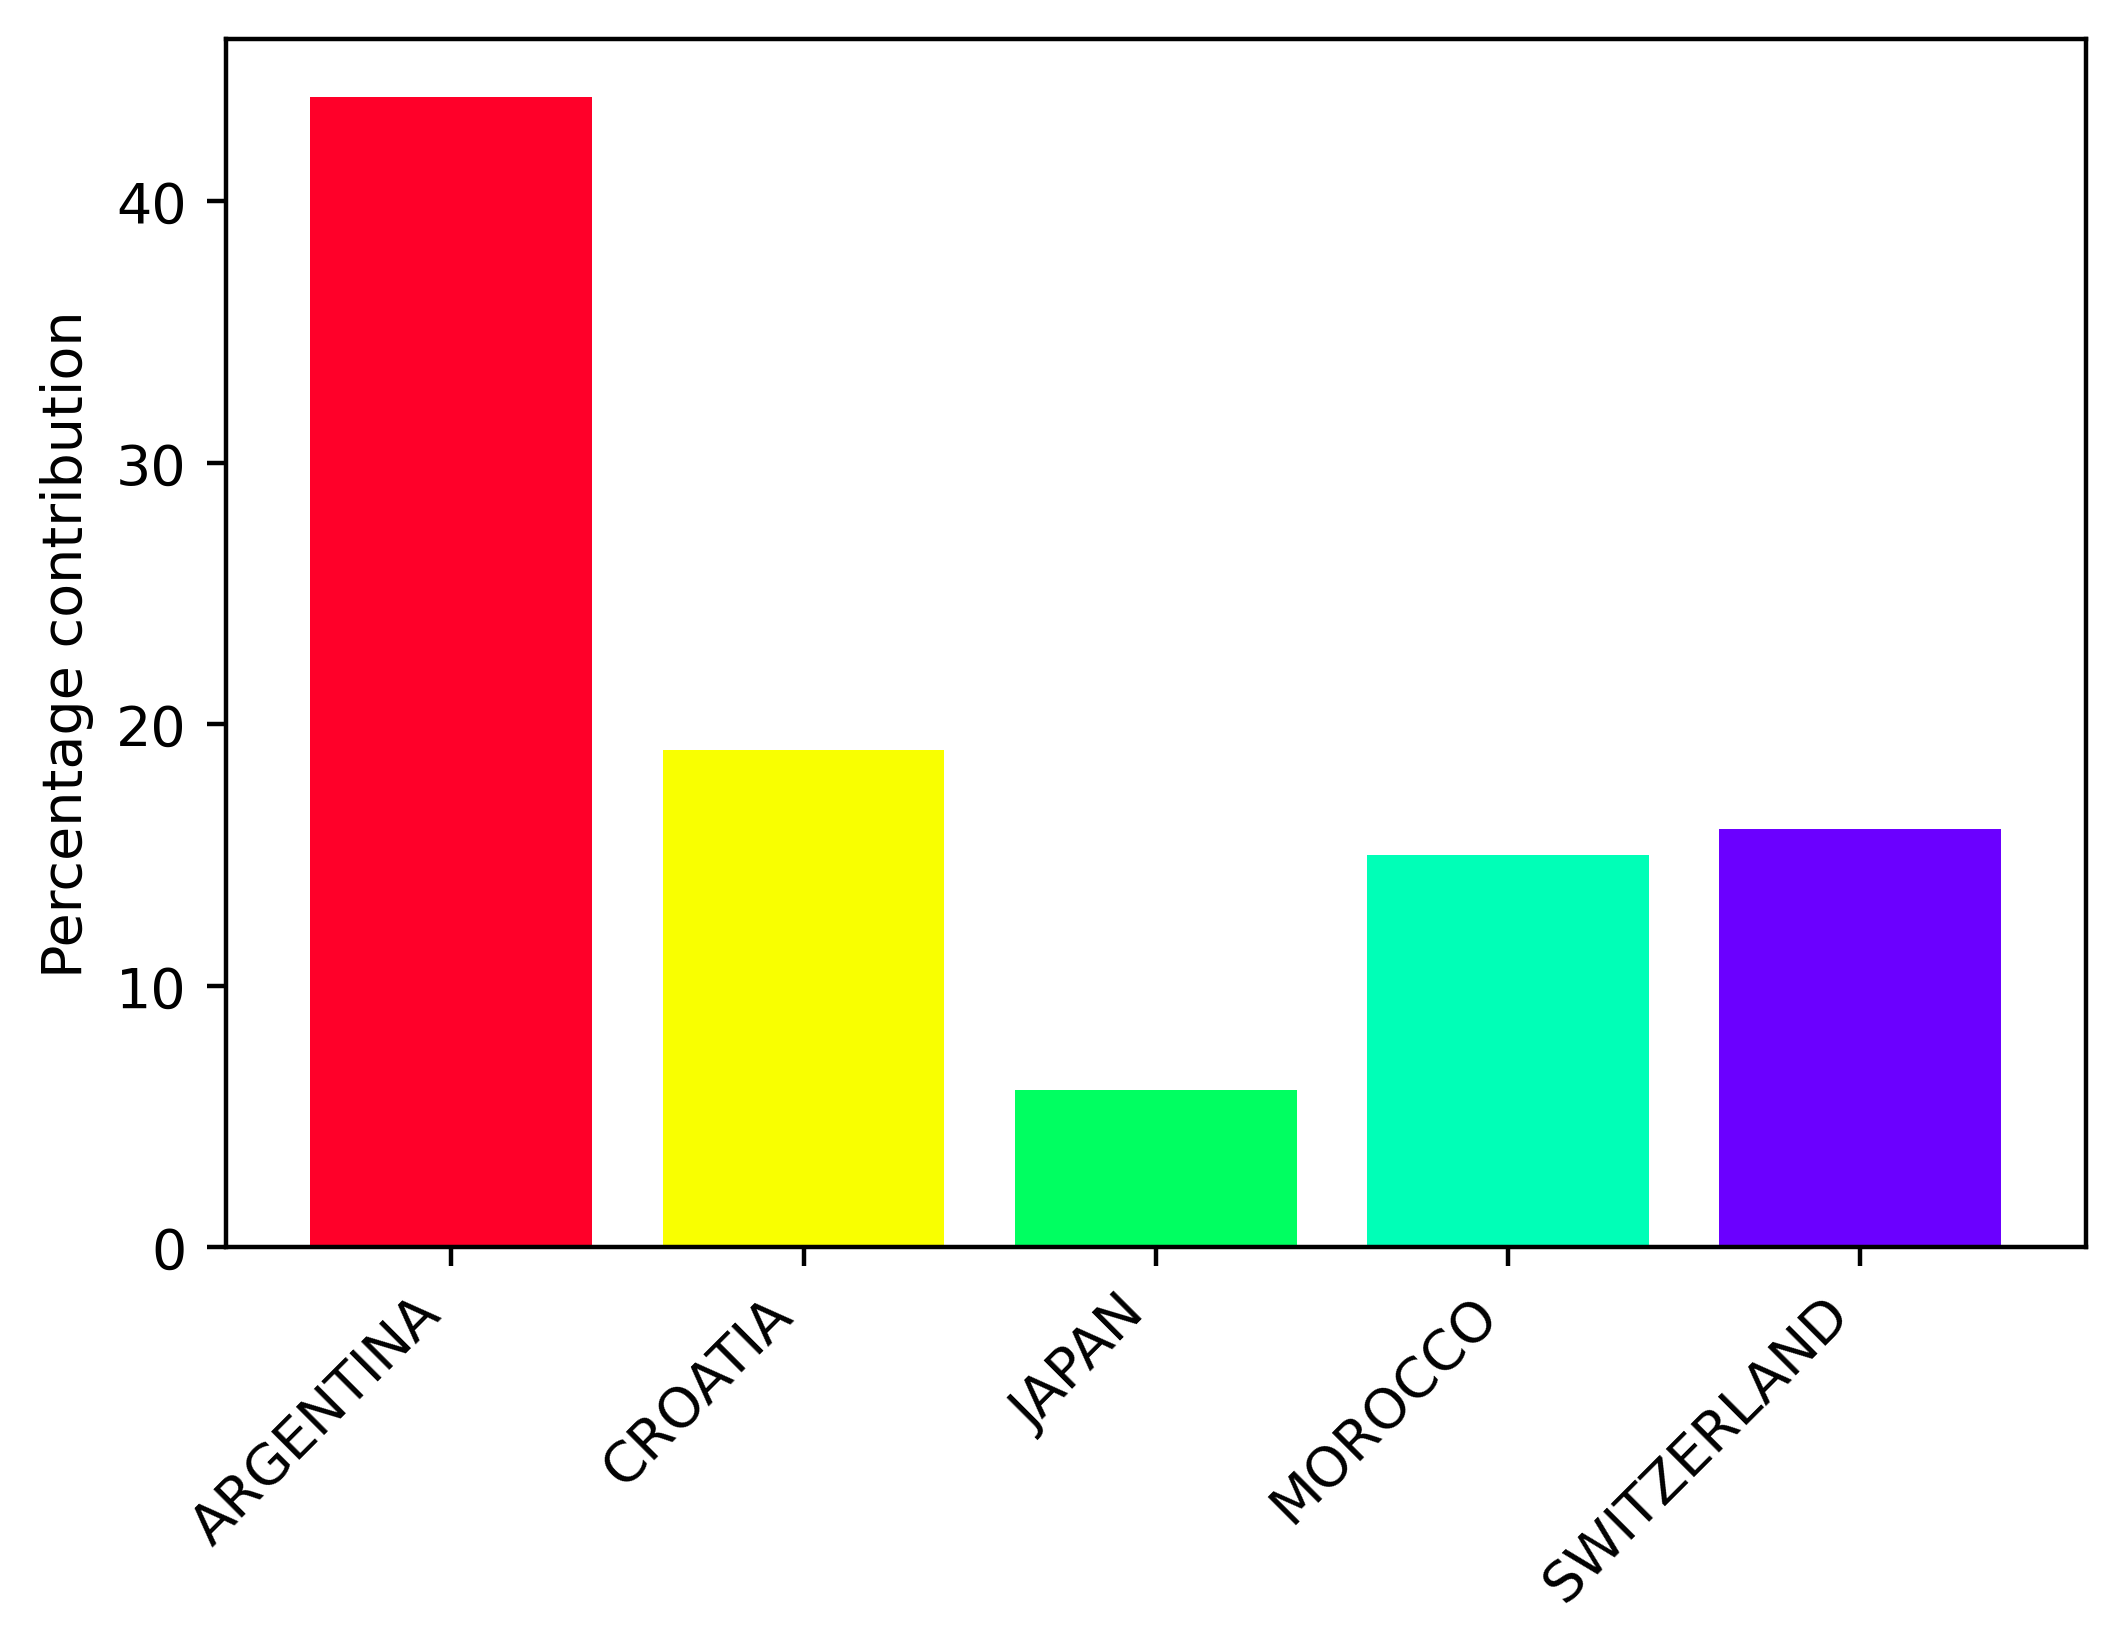 Percentage contribution
40
30
20
10
0
ARGENTINA
CROATIA
JAPAN
MOROCCO
SWITZERLAND